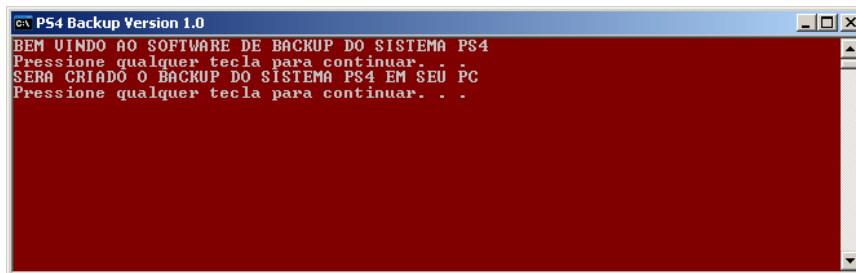 PS4 Backup Version 1.0
BEM VINDO AO SOFTWARE DE BACKUP DO SISTEMA PS4
Pressione qualquer tecla para continuar. . .
SERA CRIADO O BACKUP DO SISTEMA PS4 EM SEU PC
Pressione qualquer tecla para continuar. . .